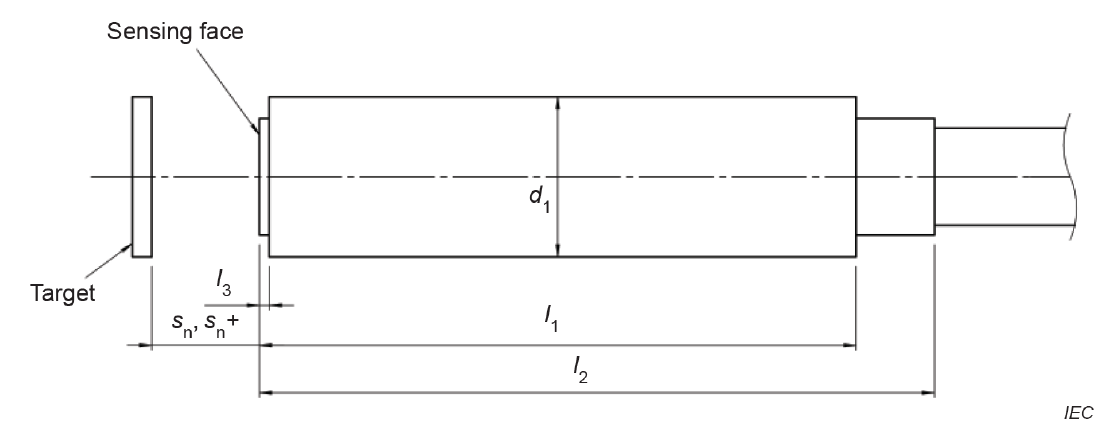 Sensing face
d1
Target
l3
sn, sn+
l1
l2
IEC